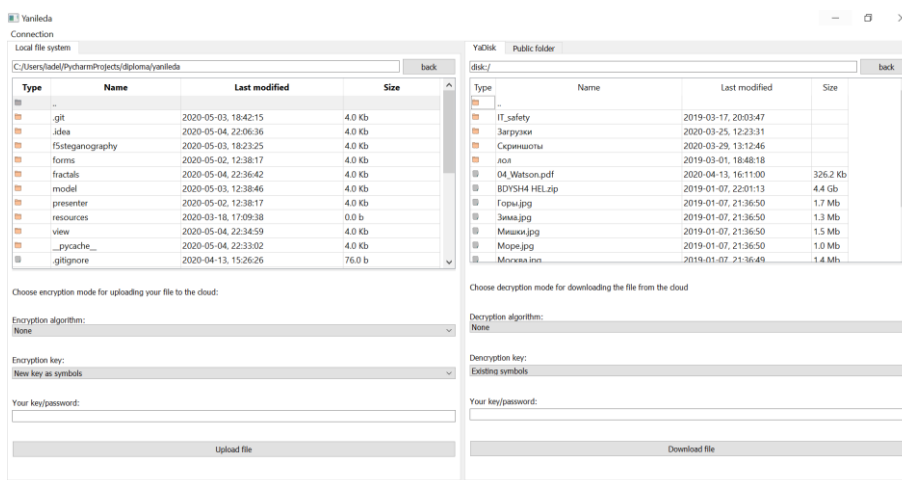 Yanileda
Connection
Local file system
C:/Users/ladel/PycharmProjects/diploma/yanileda back
Type Name Last modified Size
..
.git 2020-05-03, 18:42:15 4.0 Kb
.idea 2020-05-04, 22:06:36 4.0 Kb
f5steganography 2020-05-03, 18:23:25 4.0 Kb
forms 2020-05-02, 12:38:17 4.0 Kb
fractals 2020-05-04, 22:36:42 4.0 Kb
model 2020-05-03, 12:38:46 4.0 Kb
presenter 2020-05-02, 12:38:17 4.0 Kb
resources 2020-03-18, 17:09:38 0.0 b
view 2020-05-04, 22:34:59 4.0 Kb
__pycache__ 2020-05-04, 22:33:02 4.0 Kb
.gitignore 2020-04-13, 15:26:26 76.0 b
Choose encryption mode for uploading your file to the cloud:
Encryption algorithm:
None
Encryption key:
New key as symbols
Your key/password:
Upload file
YaDisk Public folder
disk:/ back
Type Name Last modified Size
..
IT_safety 2019-03-17, 20:03:47
Загрузки 2020-03-25, 12:23:31
Скриншоты 2020-03-29, 13:12:46
лол 2019-03-01, 18:48:18
04_Watson.pdf 2020-04-13, 16:11:00 326.2 Kb
BDYSH4 HEL.zip 2019-01-07, 22:01:13 4.4 Gb
Горы.jpg 2019-01-07, 21:36:50 1.7 Mb
Зима.jpg 2019-01-07, 21:36:50 1.3 Mb
Мишки.jpg 2019-01-07, 21:36:50 1.5 Mb
Море.jpg 2019-01-07, 21:36:50 1.0 Mb
Москва.jpg 2019-01-07, 21:36:49 1.4 Mb
Choose decryption mode for downloading the file from the cloud
Decryption algorithm:
None
Dencryption key:
Existing symbols
Your key/password:
Download file